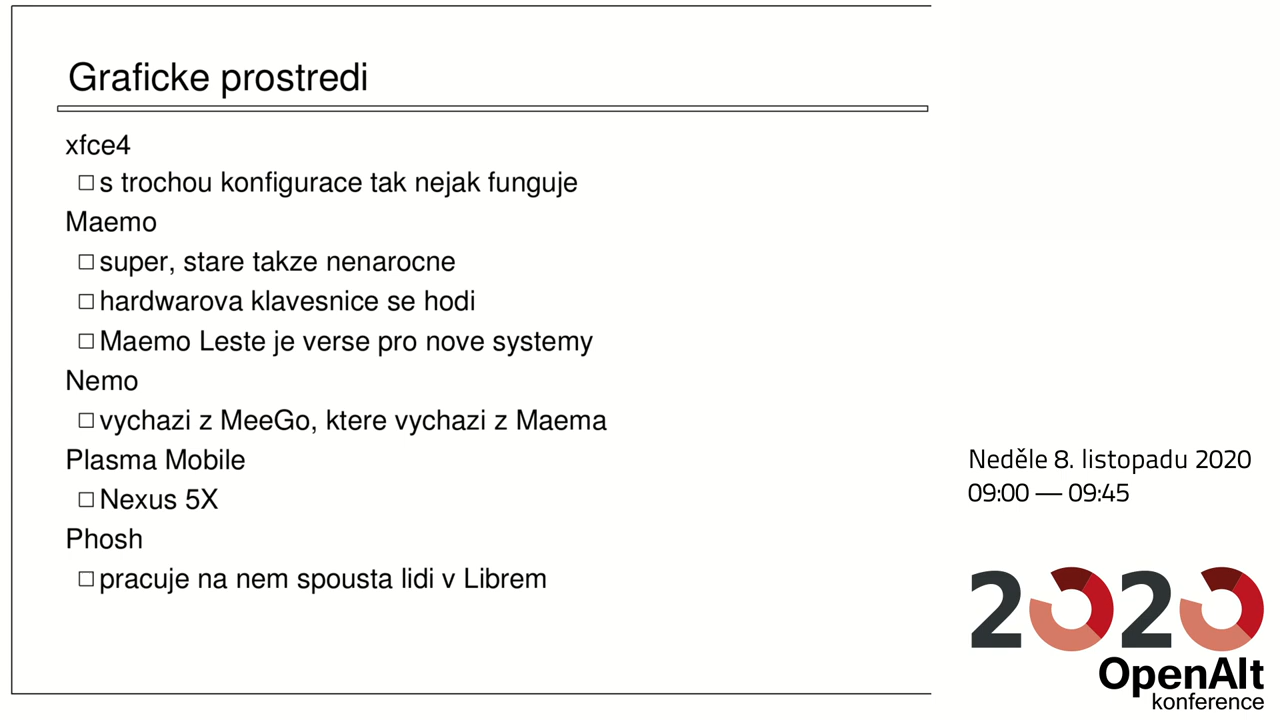 Graficke prostredi
xfce4
s trochou konfigurace tak nejak funguje
Maemo
super, stare takze nenarocne
hardwarova klavesnice se hodi
Maemo Leste je verse pro nove systemy
Nemo
vychazi z MeeGo, ktere vychazi z Maema
Plasma Mobile
Nexus 5X
Phosh
pracuje na nem spousta lidi v Librem
Neděle 8. listopadu 2020
09:00 — 09:45
2020
OpenAlt
konference